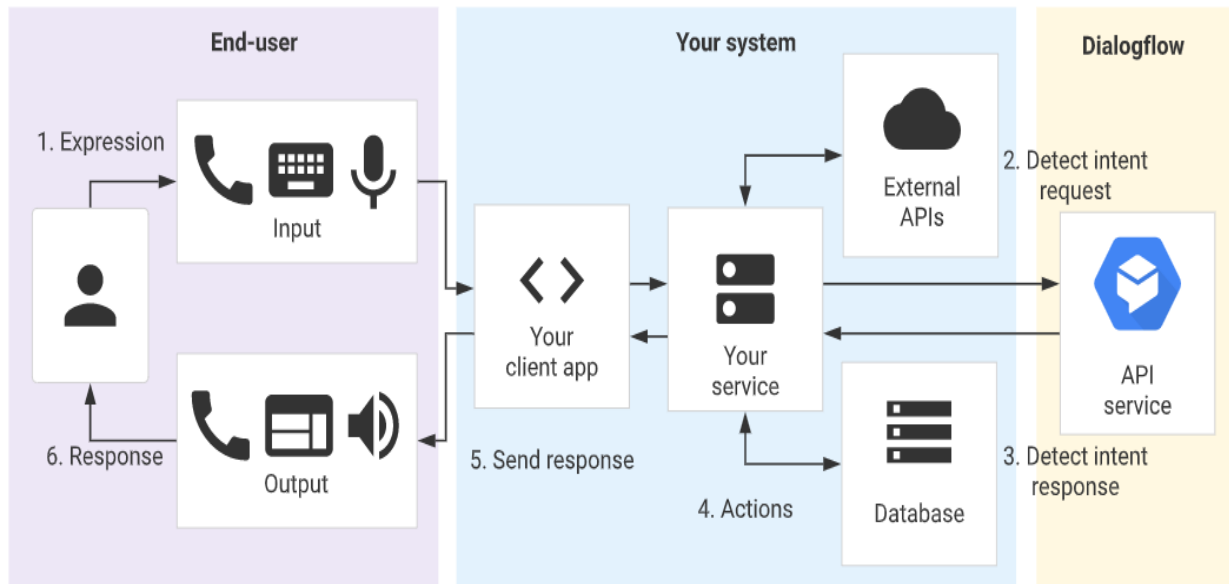 End-user
Your system
Dialogflow
1. Expression
Input
External
APIs
2. Detect intent
request
Your
client app
Your
service
API
service
6. Response
Output
5. Send response
4. Actions
Database
3. Detect intent
response